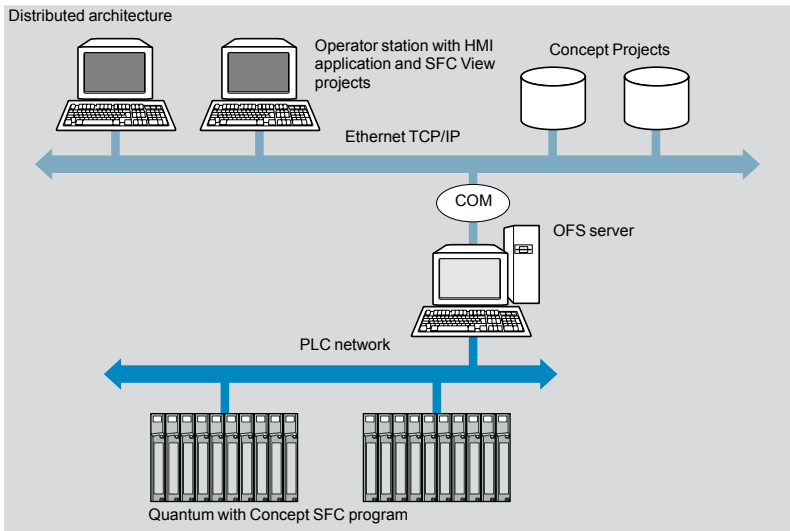 Distributed architecture
Operator station with HMI
application and SFC View
projects
Concept Projects
Ethernet TCP/IP
COM
OFS server
PLC network
Quantum with Concept SFC program